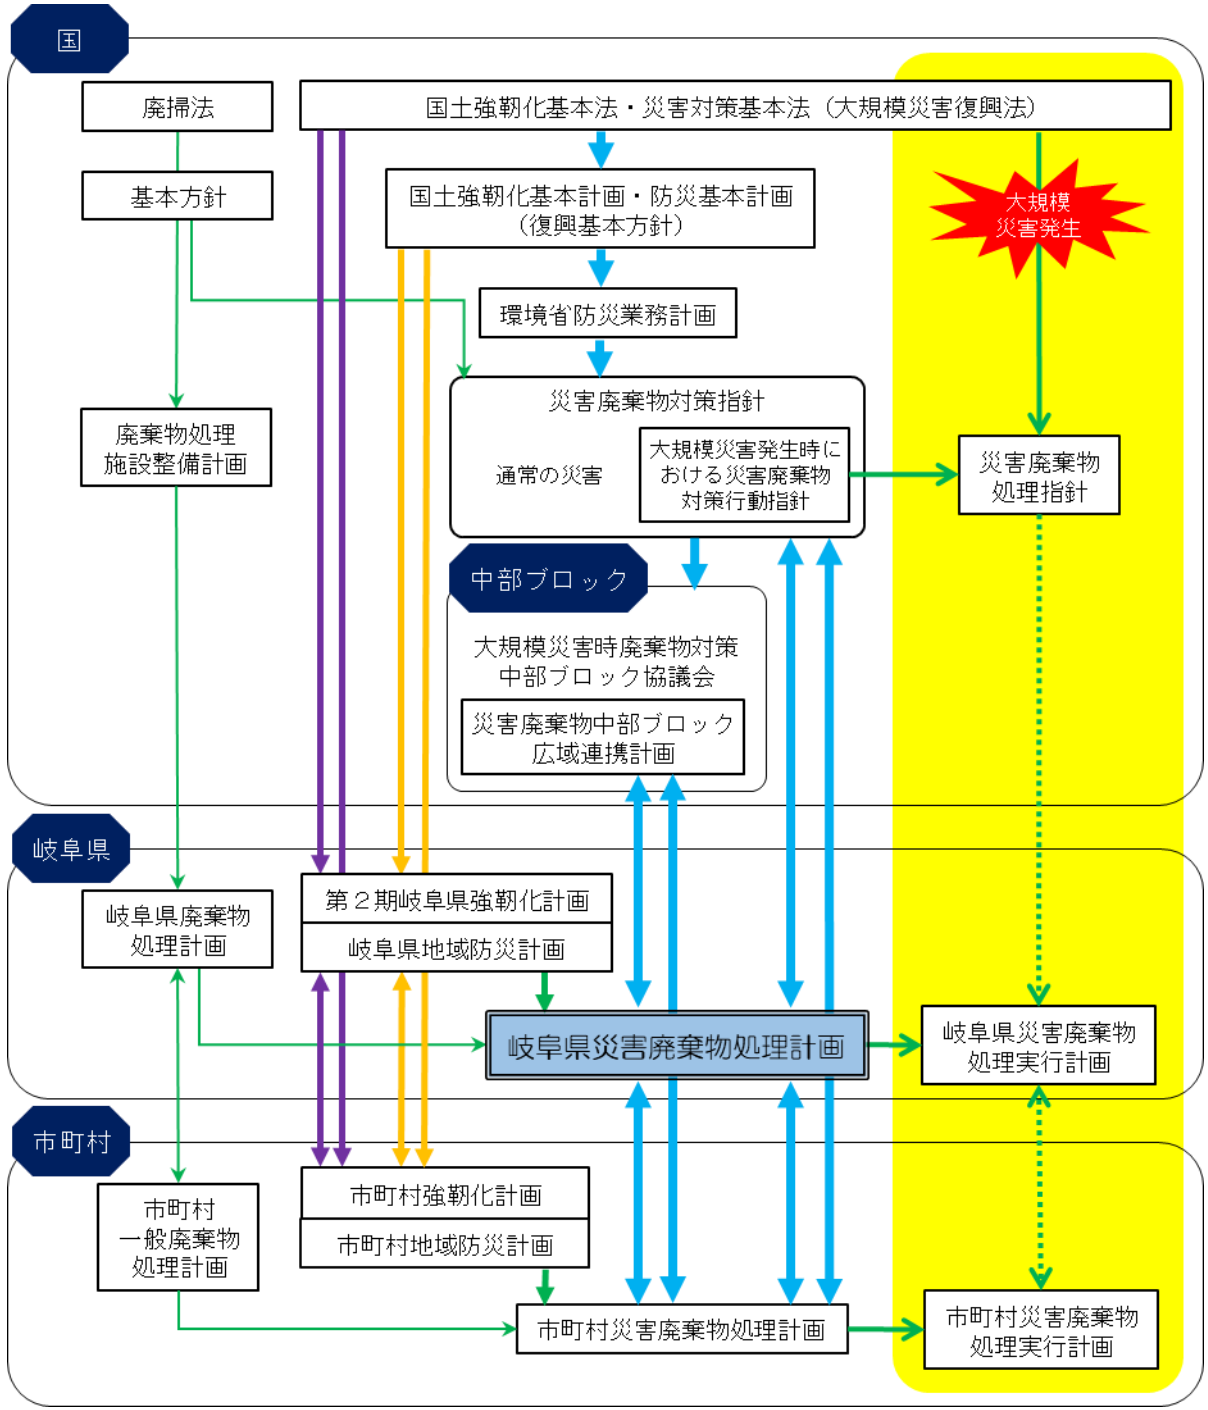 国
廃掃法
国土強靭化基本法・災害対策基本法（大規模災害復興法）
基本方針
国土強靭化基本計画・防災基本計画
（復興基本方針）
大規模
災害発生
環境省防災業務計画
災害廃棄物対策指針
通常の災害
大規模災害発生時に
おける災害廃棄物
対策行動指針
廃棄物処理
施設整備計画
災害廃棄物
処理指針
中部ブロック
大規模災害時廃棄物対策
中部ブロック協議会
災害廃棄物中部ブロック
広域連携計画
岐阜県
岐阜県廃棄物
処理計画
第２期岐阜県強靭化計画
岐阜県地域防災計画
岐阜県災害廃棄物処理計画
岐阜県災害廃棄物
処理実行計画
市町村
市町村
一般廃棄物
処理計画
市町村強靭化計画
市町村地域防災計画
市町村災害廃棄物処理計画
市町村災害廃棄物
処理実行計画